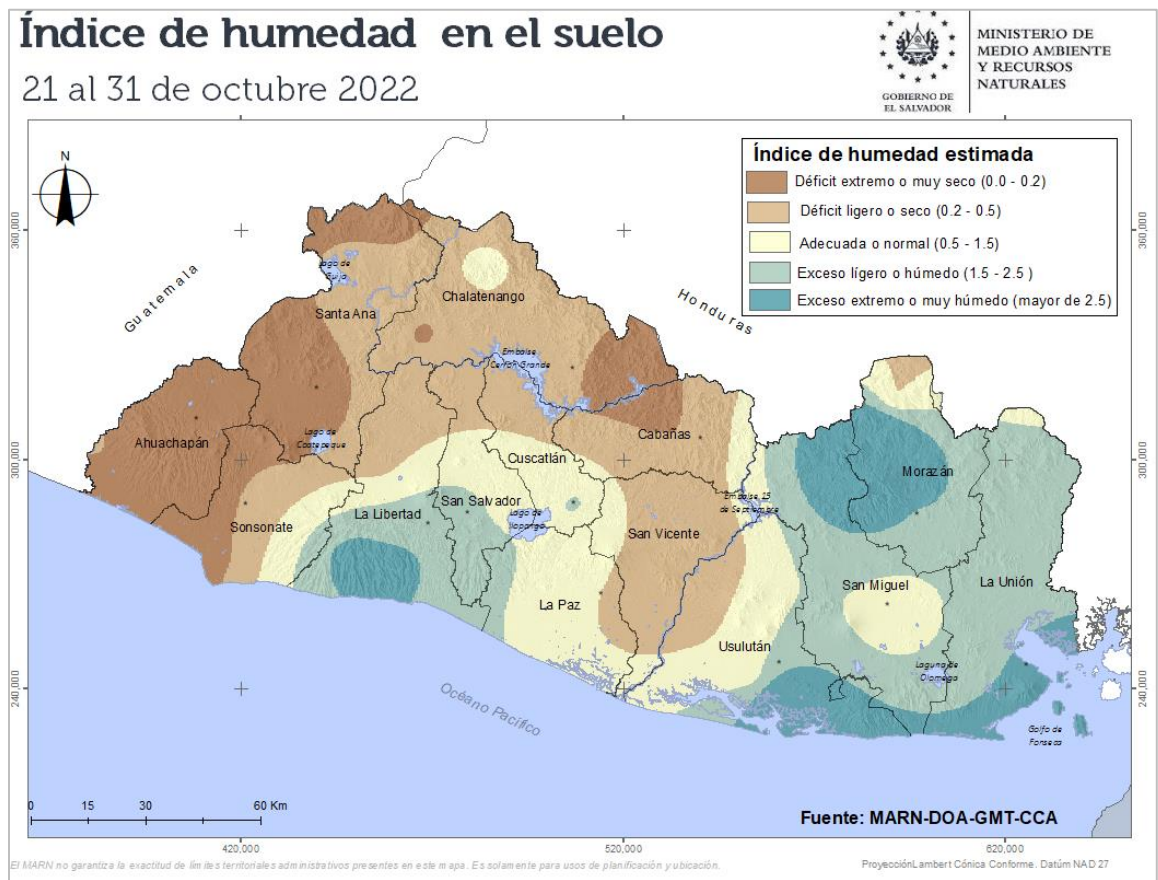 Índice de humedad en el suelo
21 al 31 de octubre 2022
GOBIERNO DE
EL SALVADOR
MINISTERIO DE
MEDIO AMBIENTE
Y RECURSOS
NATURALES
Índice de humedad estimada
Déficit extremo o muy seco (0.0 - 0.2)
Déficit ligero o seco (0.2 - 0.5)
Adecuada o normal (0.5 - 1.5)
Exceso lígero o húmedo (1.5 - 2.5 )
Exceso extremo o muy húmedo (mayor de 2.5)
N
360,000
360,000
Guatemala
Honduras
Lago de
Guija
Chalatenango
Santa Ana
Embalse
Cerrón Grande
Ahuachapán
Lago de
Coatepeque
Cabañas
300,000
300,000
Cuscatlán
Morazán
Embalse 15
de Septiembre
San Salvador
La Libertad
Lago de
Ilopango
Sonsonate
San Vicente
San Miguel
La Unión
La Paz
Usulután
Laguna de
Olomega
240,000
240,000
Océano Pacífico
Golfo de
Fonseca
0 15 30 60 Km
Fuente: MARN-DOA-GMT-CCA
420,000
520,000
620,000
El MARN no garantiza la exactitud de límites territoriales administrativos presentes en este mapa. Es solamente para usos de planificación y ubicación.
ProyecciónLambert Cónica Conforme. Datúm NAD 27